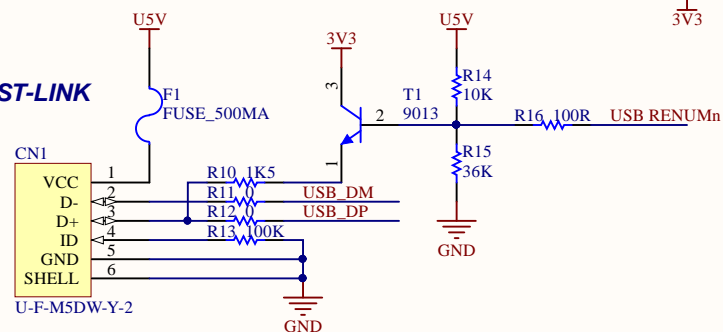 U5V
3V3
U5V
3V3
ST-LINK
F1
FUSE_500MA
3
T1
9013
2
R14
10K
R16 100R
USB RENUMn
CN1
1
R15
36K
VCC
1
R10 1K5
D-
2
R11 0
USB_DM
D+
3
R12 0
USB_DP
ID
4
R13 100K
GND
5
GND
SHELL
6
U-F-M5DW-Y-2
GND